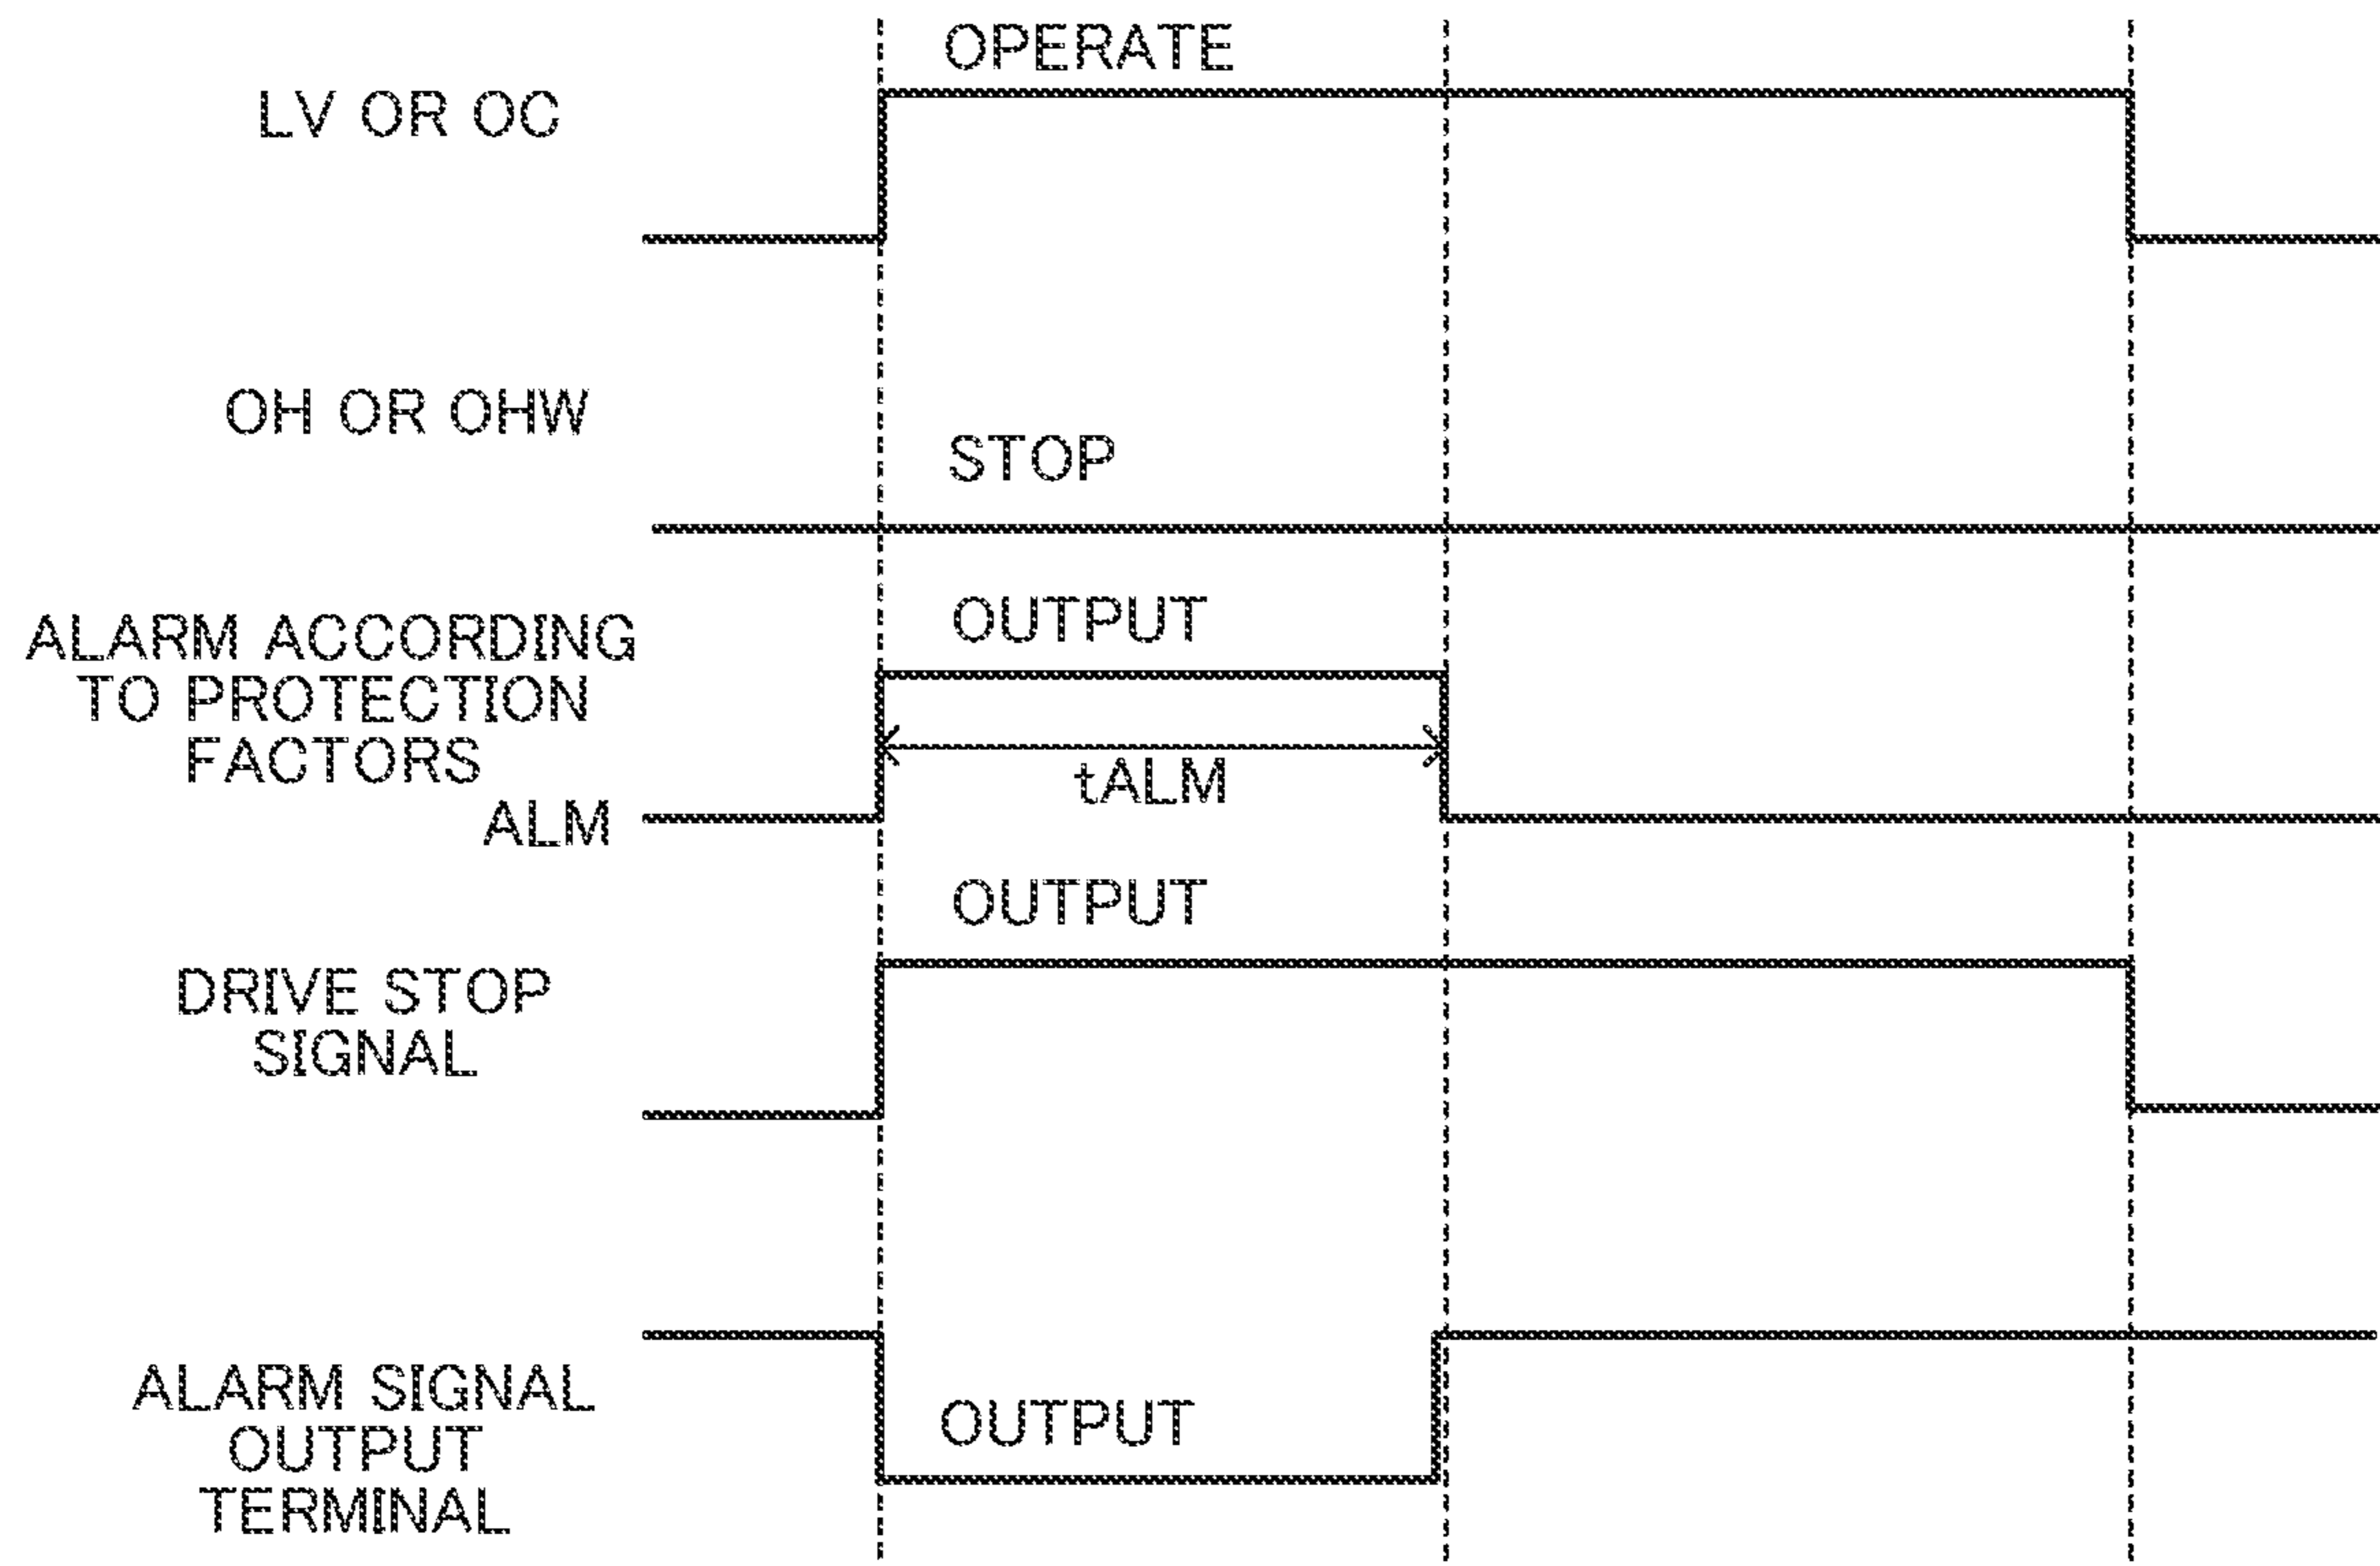 OPERATE
LV OR OC
OH OR OHW
STOP
OUTPUT
ALARM ACCORDING
TO PROTECTION
FACTORS
tALM
ALM
OUTPUT
DRIVE STOP
SIGNAL
ALARM SIGNAL
OUTPUT
TERMINAL
OUTPUT